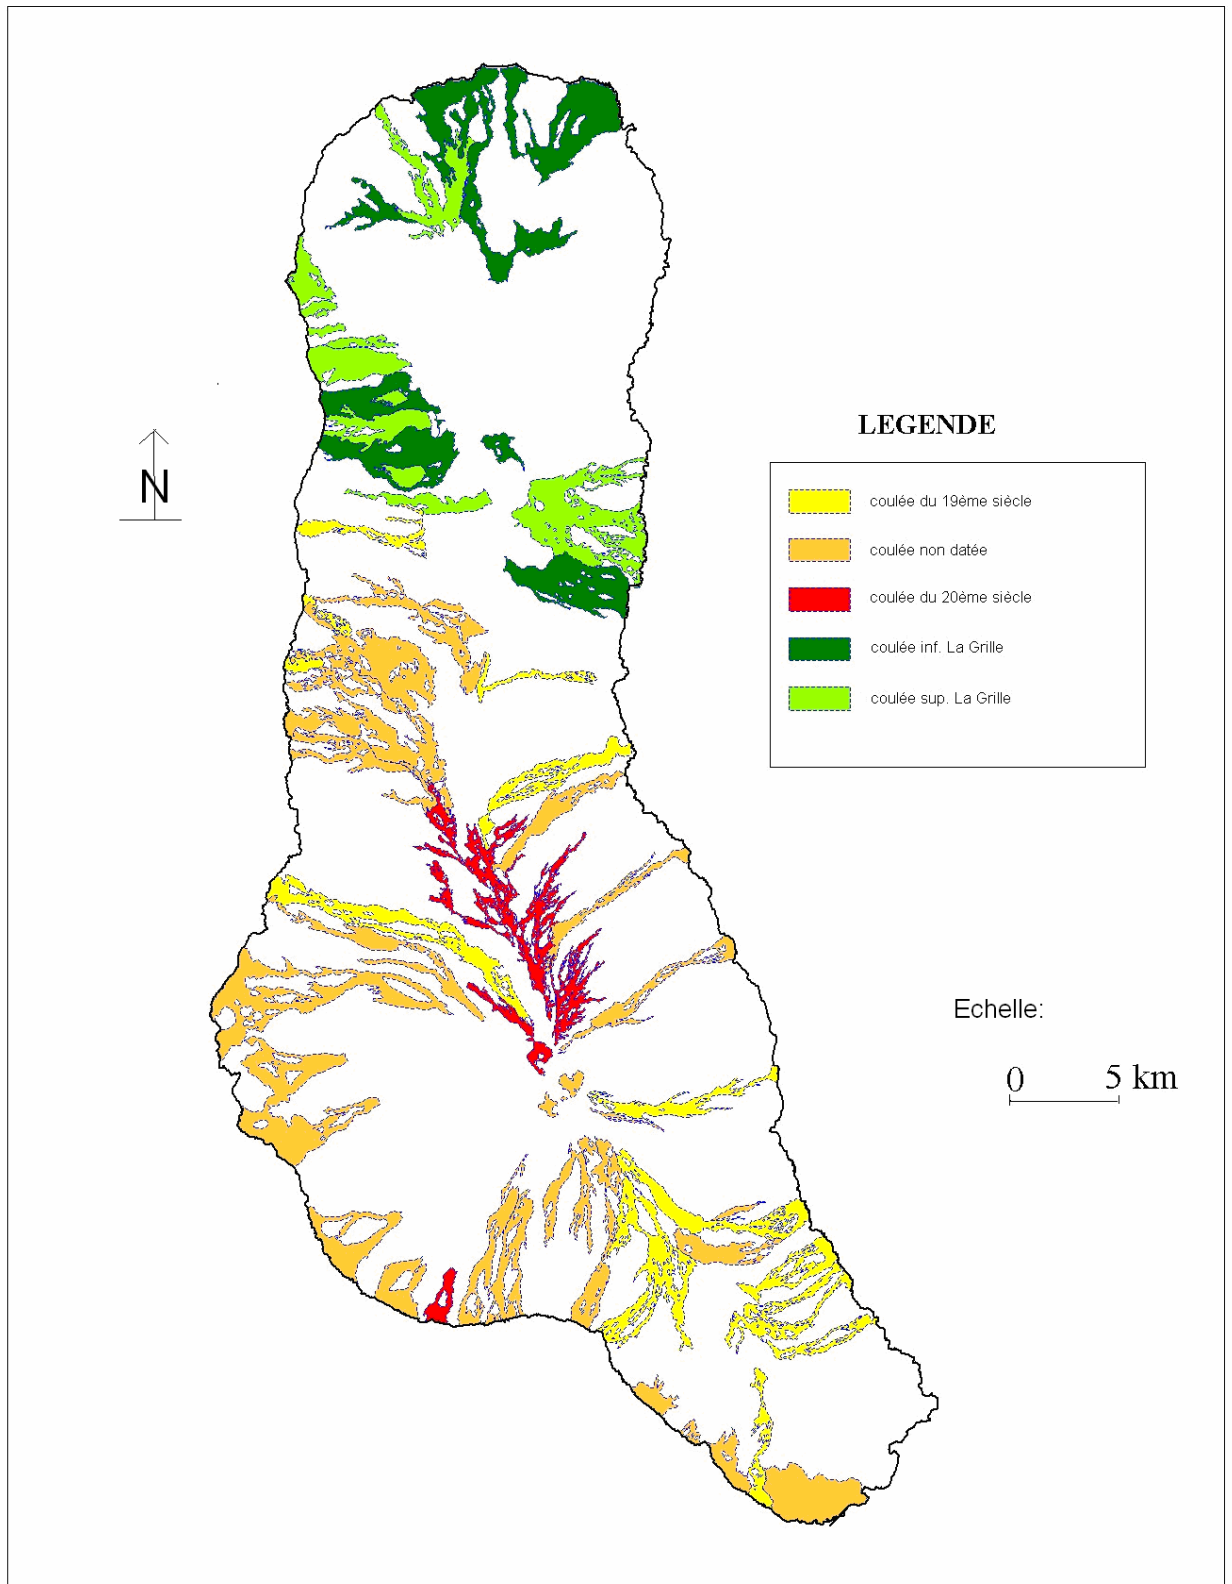 LEGENDE
N
coulée du 19ème siècle
coulée non datée
coulée du 20ème siècle
coulée inf. La Grille
coulée sup. La Grille
Echelle:
0 5 km